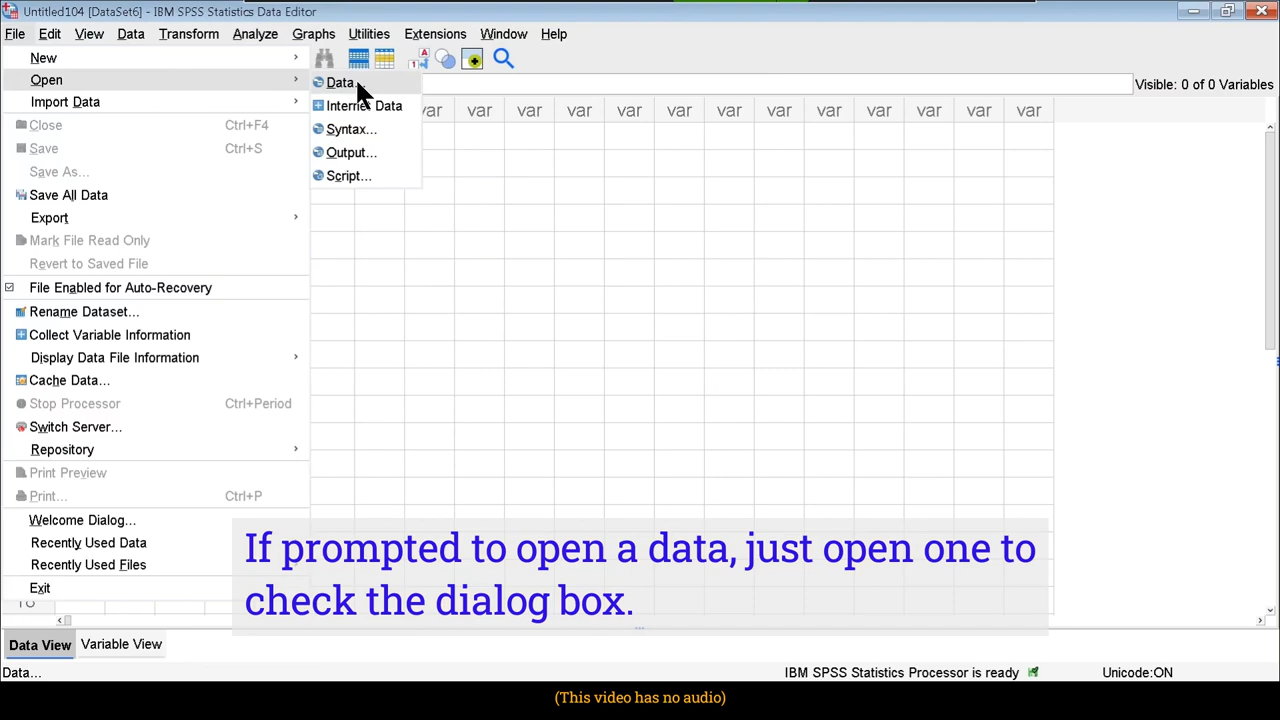 Untitled104 [DataSet6] - IBM SPSS Statistics Data Editor
File Edit View Data Transform Analyze Graphs Utilities Extensions Window Help
New
Open
Import Data
Close Ctrl+F4
Save Ctrl+S
Save As...
Save All Data
Export
Mark File Read Only
Revert to Saved File
File Enabled for Auto-Recovery
Rename Dataset...
Collect Variable Information
Display Data File Information
Cache Data...
Stop Processor Ctrl+Period
Switch Server...
Repository
Print Preview
Print... Ctrl+P
Welcome Dialog...
Recently Used Data
Recently Used Files
Exit
Data...
Internet Data
Syntax...
Output...
Script...
Visible: 0 of 0 Variables
var var var var var var var var var var var var var
If prompted to open a data, just open one to
check the dialog box.
Data View Variable View
Data... IBM SPSS Statistics Processor is ready Unicode:ON
(This video has no audio)